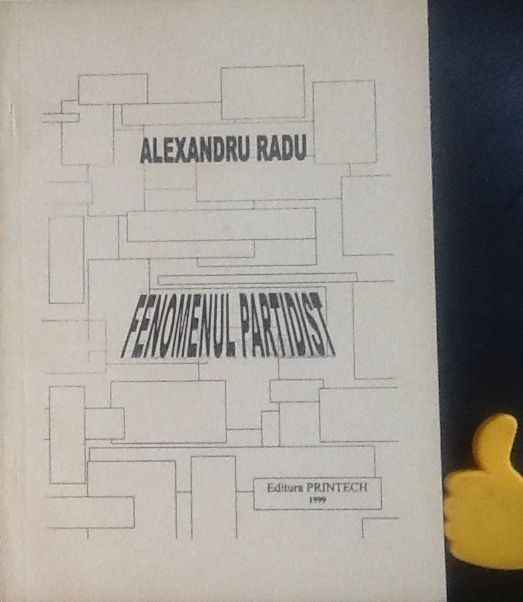 ALEXANDRU RADU
FENOMENUL PARTIDIST
Editura PRINTECH
1999